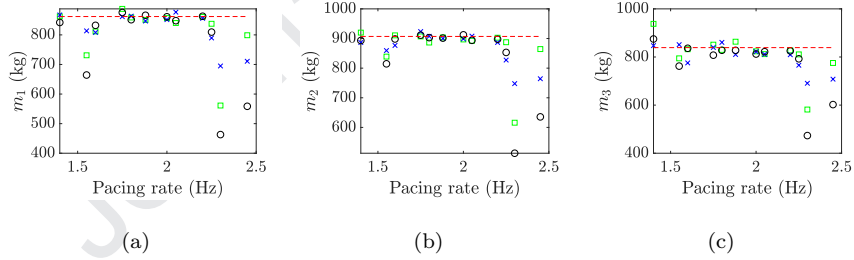 800
700
600
500
400
1.5 2 2.5
Pacing rate (Hz)
m₁ (kg)
(a)
1000
900
800
700
600
1.5 2 2.5
Pacing rate (Hz)
m₂ (kg)
(b)
1000
800
600
400
1.5 2 2.5
Pacing rate (Hz)
m₃ (kg)
(c)